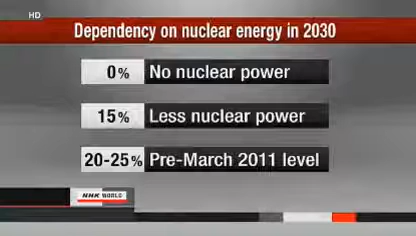 HD
Dependency on nuclear energy in 2030
0% No nuclear power
15% Less nuclear power
20-25% Pre-March 2011 level
NHK WORLD